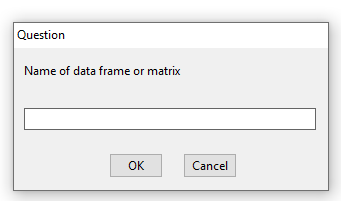 Question
Name of data frame or matrix
OK
Cancel